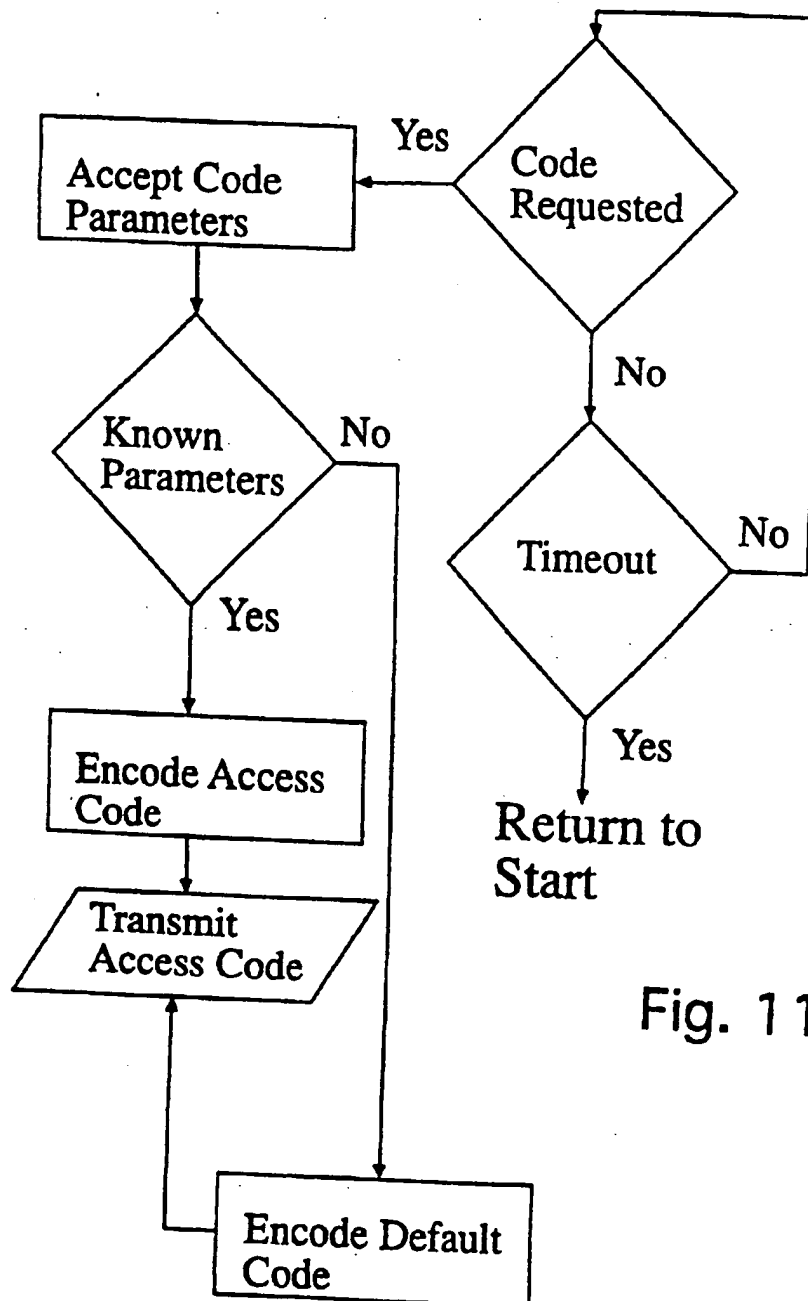 Yes
Code
Requested
Accept Code
Parameters
No
Known
Parameters
No
Timeout
No
Yes
Yes
Encode Access
Code
Return to
Start
Transmit
Access Code
Fig. 11
Encode Default
Code